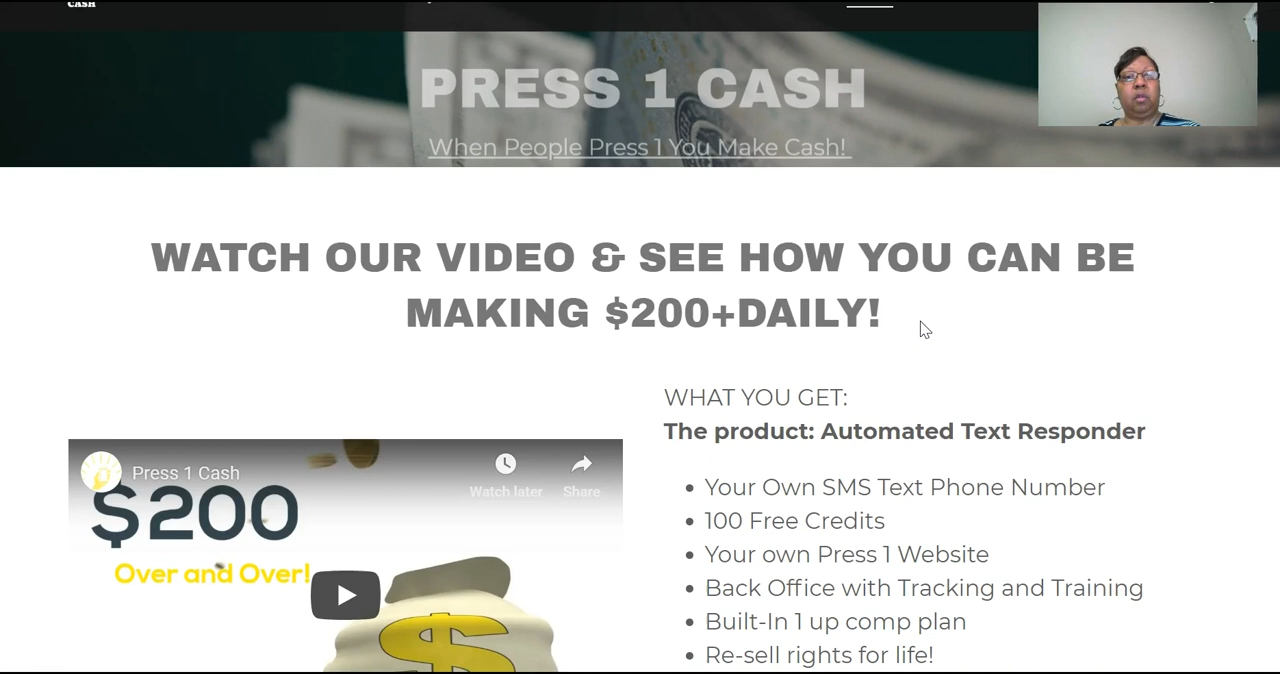 CASH
PRESS 1 CASH
When People Press 1 You Make Cash!
WATCH OUR VIDEO & SEE HOW YOU CAN BE
MAKING $200+DAILY!
WHAT YOU GET:
The product: Automated Text Responder
Press 1 Cash
Watch later
Share
$200
Over and Over!
$
Your Own SMS Text Phone Number
100 Free Credits
Your own Press 1 Website
Back Office with Tracking and Training
Built-In 1 up comp plan
Re-sell rights for life!